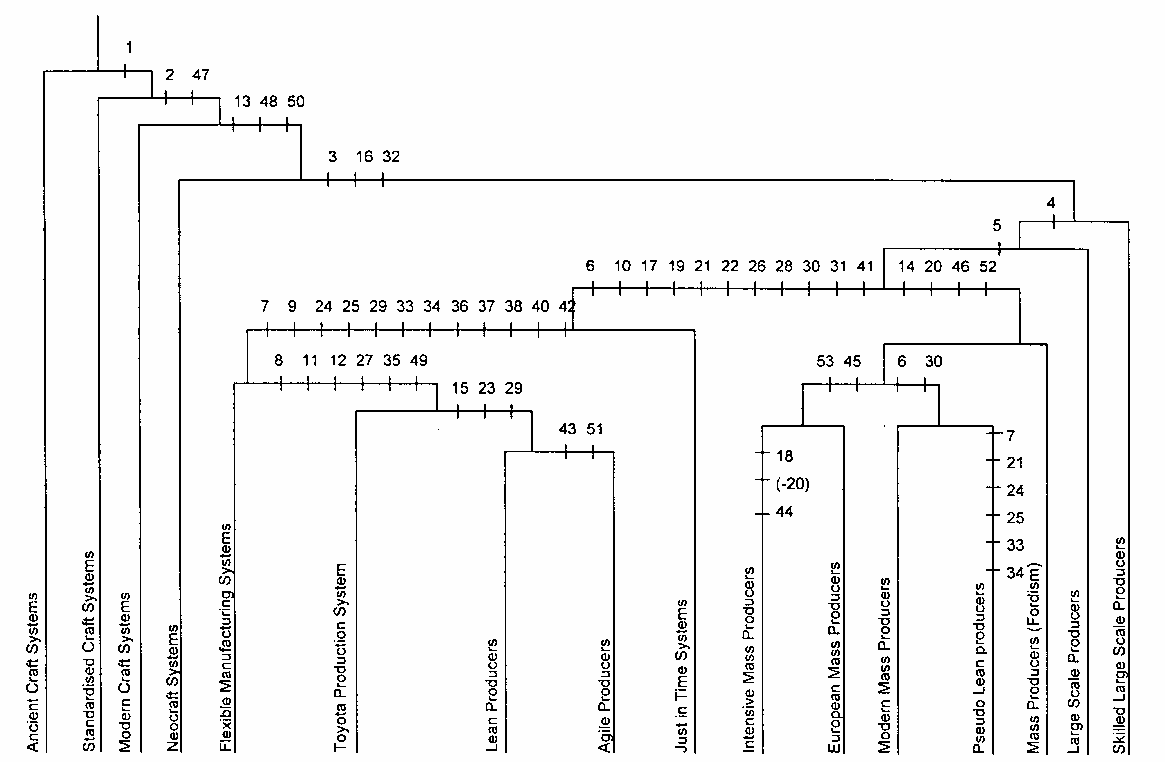 1
2 47
13 48 50
3 16 32
4
5
6 10 17 19 21 22 26 28 30 31 41 14 20 46 52
7 9 24 25 29 33 34 36 37 38 40 42
8 11 12 27 35 49
53 45 6 30
15 23 29
43 51
18
(-20)
44
7
21
24
25
33
34
Ancient Craft Systems
Standardised Craft Systems
Modern Craft Systems
Neocraft Systems
Flexible Manufacturing Systems
Toyota Production System
Lean Producers
Agile Producers
Just in Time Systems
Intensive Mass Producers
European Mass Producers
Modern Mass Producers
Pseudo Lean producers
Mass Producers (Fordism)
Large Scale Producers
Skilled Large Scale Producers